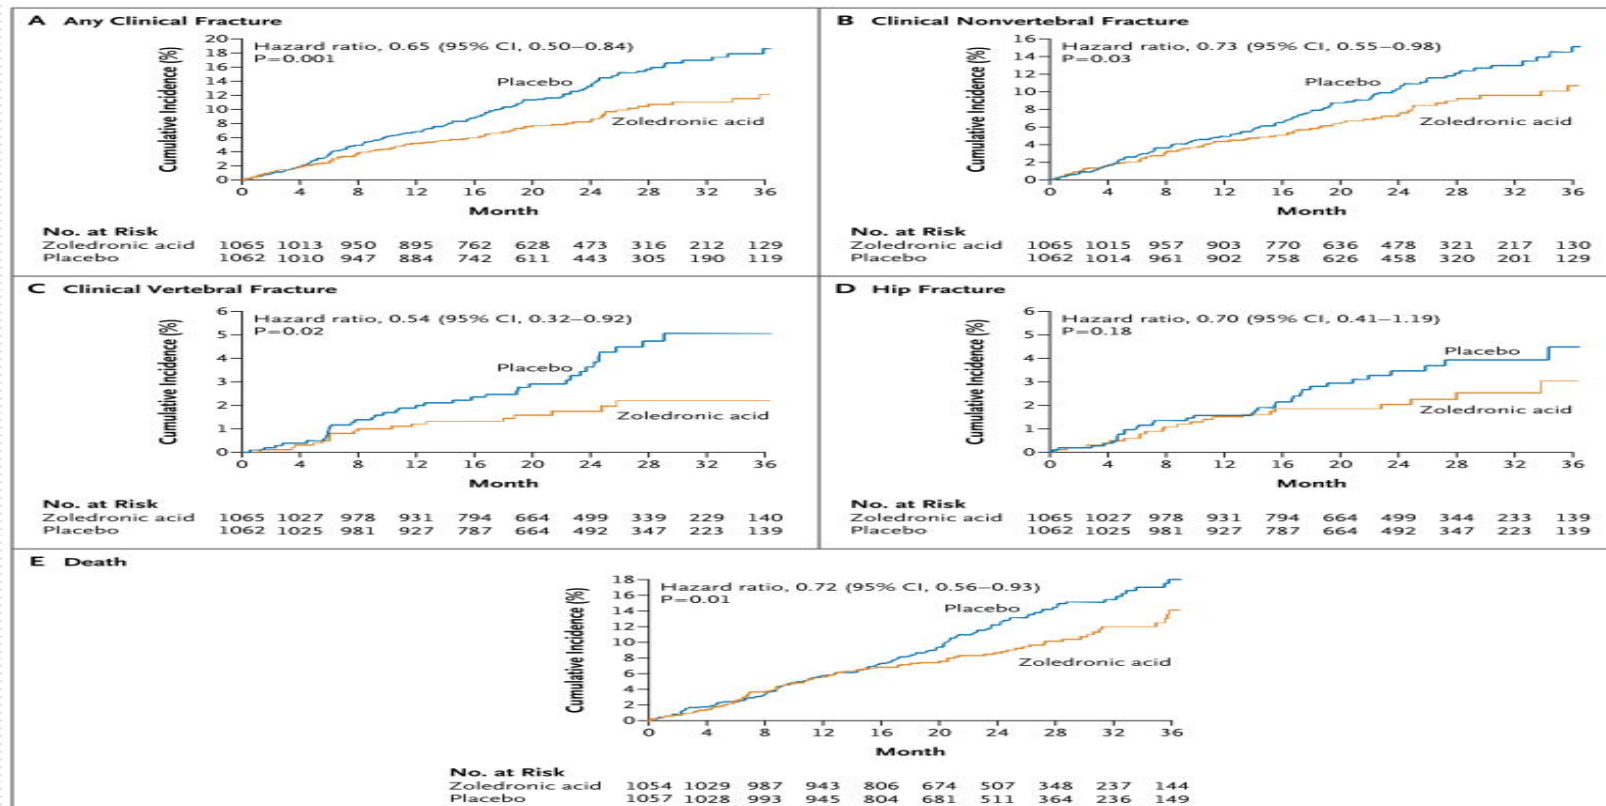 A Any Clinical Fracture
Cumulative Incidence (%)
20
18
16
14
12
10
8
6
4
2
0
Hazard ratio, 0.65 (95% CI, 0.50–0.84)
P=0.001
Placebo
Zoledronic acid
0 4 8 12 16 20 24 28 32 36
Month
No. at Risk
Zoledronic acid 1065 1013 950 895 762 628 473 316 212 129
Placebo 1062 1010 947 884 742 611 443 305 190 119
B Clinical Nonvertebral Fracture
Cumulative Incidence (%)
16
14
12
10
8
6
4
2
0
Hazard ratio, 0.73 (95% CI, 0.55–0.98)
P=0.03
Placebo
Zoledronic acid
0 4 8 12 16 20 24 28 32 36
Month
No. at Risk
Zoledronic acid 1065 1015 957 903 770 636 478 321 217 130
Placebo 1062 1014 961 902 758 626 458 320 201 129
C Clinical Vertebral Fracture
Cumulative Incidence (%)
6
5
4
3
2
1
0
Hazard ratio, 0.54 (95% CI, 0.32–0.92)
P=0.02
Placebo
Zoledronic acid
0 4 8 12 16 20 24 28 32 36
Month
No. at Risk
Zoledronic acid 1065 1027 978 931 794 664 499 339 229 140
Placebo 1062 1025 981 927 787 664 492 347 223 139
D Hip Fracture
Cumulative Incidence (%)
6
5
4
3
2
1
0
Hazard ratio, 0.70 (95% CI, 0.41–1.19)
P=0.18
Placebo
Zoledronic acid
0 4 8 12 16 20 24 28 32 36
Month
No. at Risk
Zoledronic acid 1065 1027 978 931 794 664 499 344 233 139
Placebo 1062 1025 981 927 787 664 492 347 223 139
E Death
Cumulative Incidence (%)
18
16
14
12
10
8
6
4
2
0
Hazard ratio, 0.72 (95% CI, 0.56–0.93)
P=0.01
Placebo
Zoledronic acid
0 4 8 12 16 20 24 28 32 36
Month
No. at Risk
Zoledronic acid 1054 1029 987 943 806 674 507 348 237 144
Placebo 1057 1028 993 945 804 681 511 364 236 149